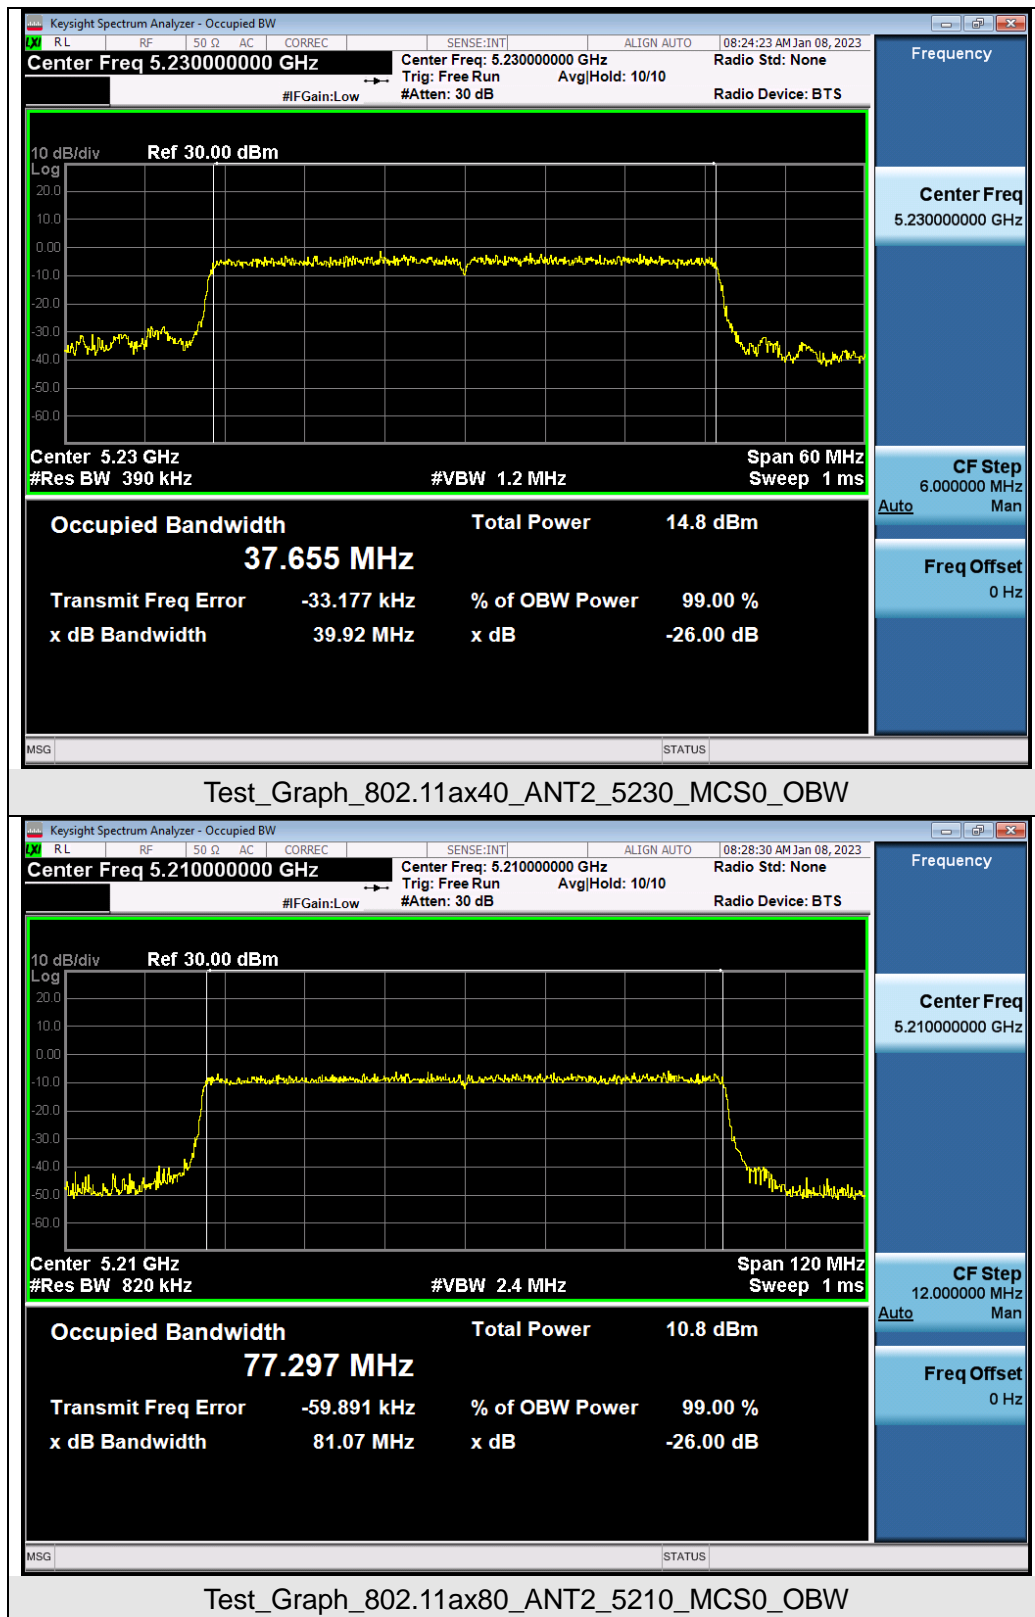 Keysight Spectrum Analyzer - Occupied BW
LXI RL RF 50 Ω AC CORREC SENSE:INT ALIGN AUTO 08:24:23 AM Jan 08, 2023
Center Freq 5.230000000 GHz Center Freq: 5.230000000 GHz Radio Std: None Frequency
Trig: Free Run Avg|Hold: 10/10
#IFGain:Low #Atten: 30 dB Radio Device: BTS
10 dB/div Ref 30.00 dBm
Log
20.0
10.0
0.00
-10.0
-20.0
-30.0
-40.0
-50.0
-60.0
Center Freq
5.230000000 GHz
Center 5.23 GHz Span 60 MHz
#Res BW 390 kHz #VBW 1.2 MHz Sweep 1 ms
CF Step
6.000000 MHz
Auto Man
Occupied Bandwidth Total Power 14.8 dBm
37.655 MHz
Freq Offset
0 Hz
Transmit Freq Error -33.177 kHz % of OBW Power 99.00 %
x dB Bandwidth 39.92 MHz x dB -26.00 dB
MSG STATUS
Test_Graph_802.11ax40_ANT2_5230_MCS0_OBW
Keysight Spectrum Analyzer - Occupied BW
LXI RL RF 50 Ω AC CORREC SENSE:INT ALIGN AUTO 08:28:30 AM Jan 08, 2023
Center Freq 5.210000000 GHz Center Freq: 5.210000000 GHz Radio Std: None Frequency
Trig: Free Run Avg|Hold: 10/10
#IFGain:Low #Atten: 30 dB Radio Device: BTS
10 dB/div Ref 30.00 dBm
Log
20.0
10.0
0.00
-10.0
-20.0
-30.0
-40.0
-50.0
-60.0
Center Freq
5.210000000 GHz
Center 5.21 GHz Span 120 MHz
#Res BW 820 kHz #VBW 2.4 MHz Sweep 1 ms
CF Step
12.000000 MHz
Auto Man
Occupied Bandwidth Total Power 10.8 dBm
77.297 MHz
Freq Offset
0 Hz
Transmit Freq Error -59.891 kHz % of OBW Power 99.00 %
x dB Bandwidth 81.07 MHz x dB -26.00 dB
MSG STATUS
Test_Graph_802.11ax80_ANT2_5210_MCS0_OBW